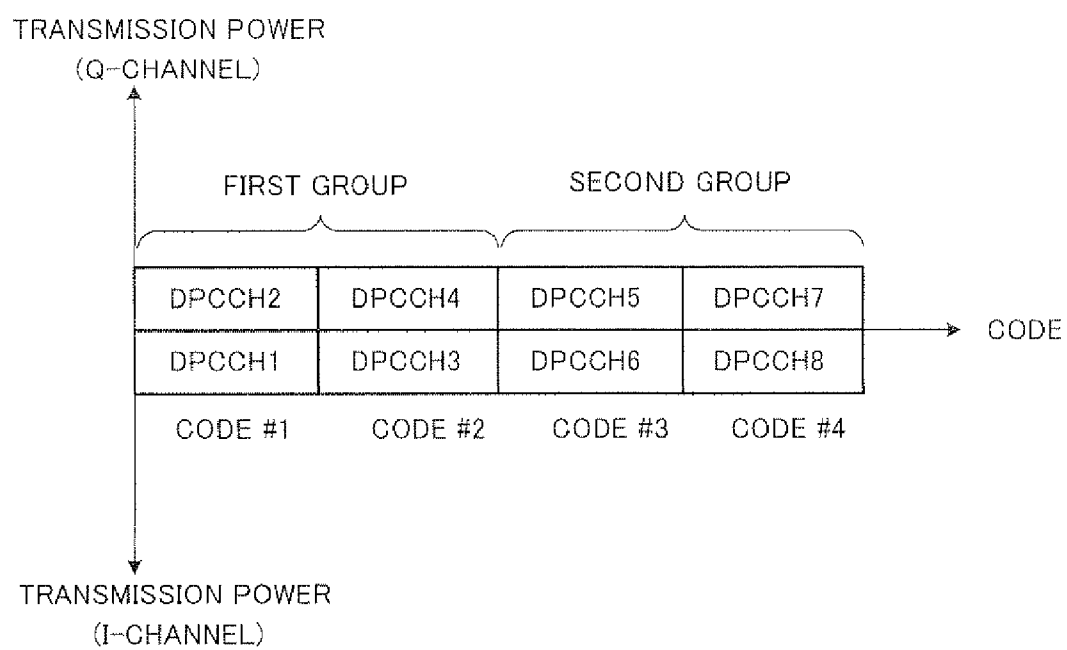 TRANSMISSION POWER
(Q-CHANNEL)
FIRST GROUP
SECOND GROUP
DPCCH2 DPCCH4 DPCCH5 DPCCH7
CODE
DPCCH1 DPCCH3 DPCCH6 DPCCH8
CODE #1 CODE #2 CODE #3 CODE #4
TRANSMISSION POWER
(I-CHANNEL)